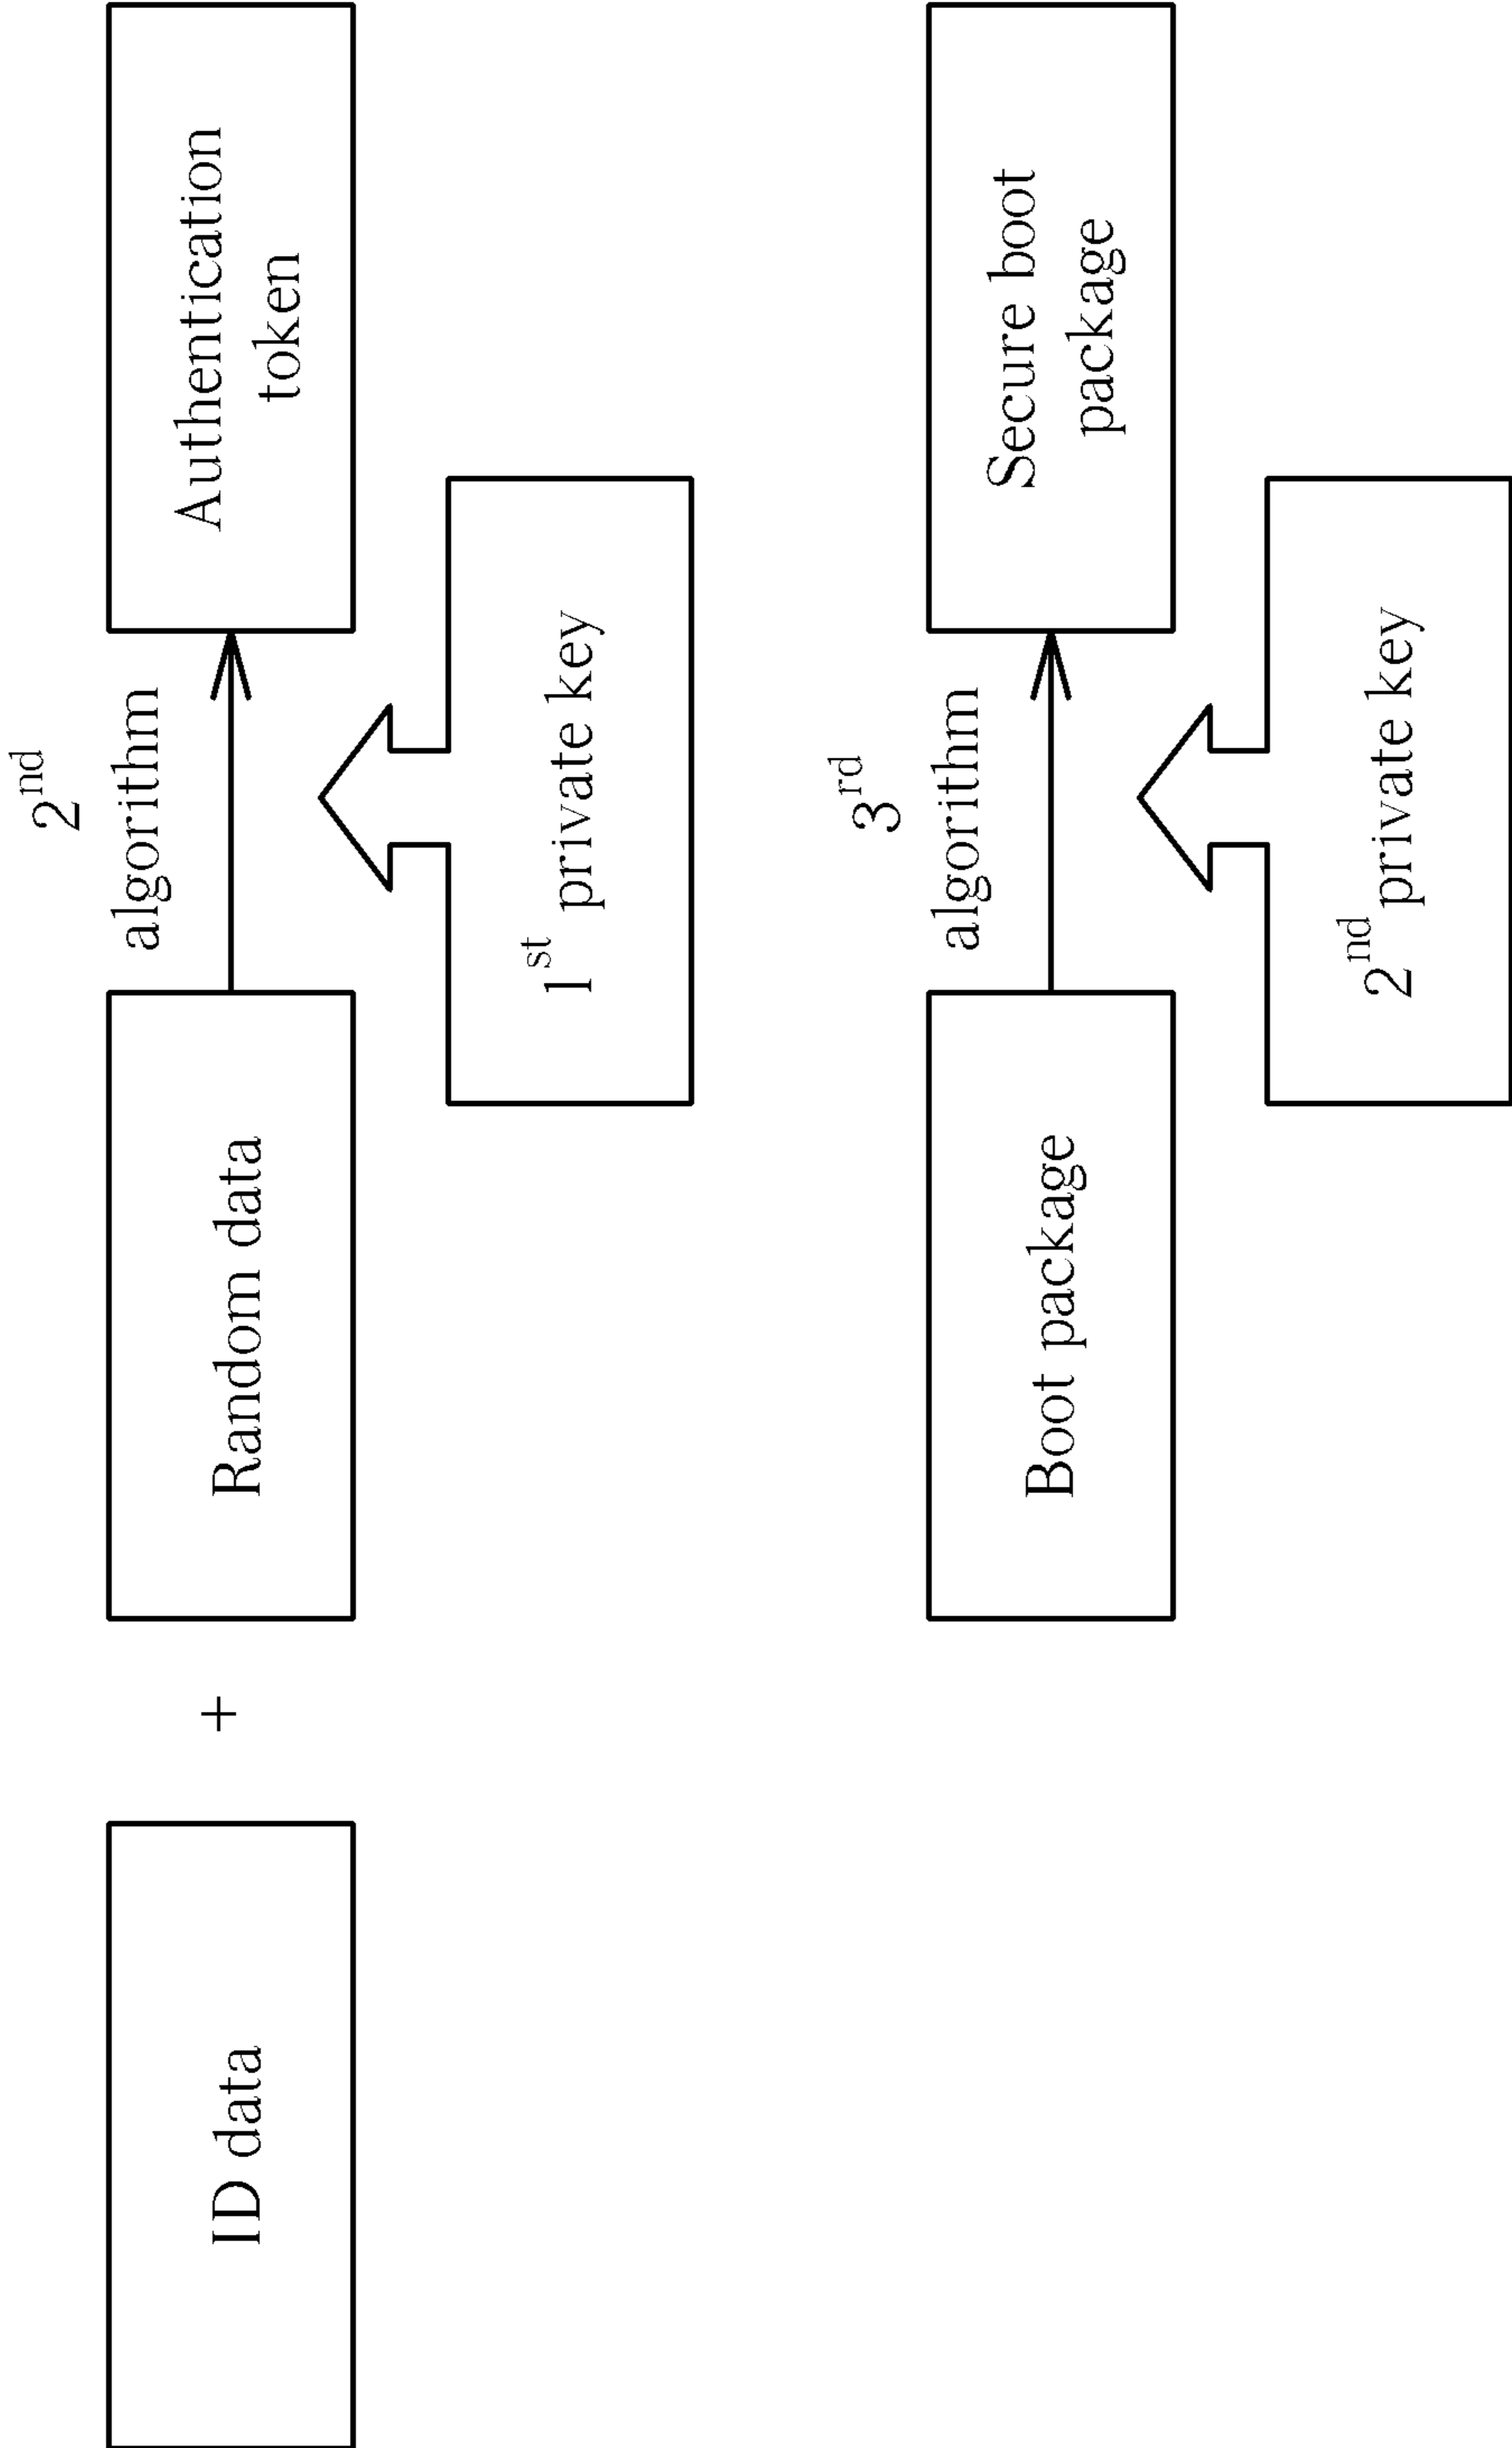 ID data
+
Random data
2nd
algorithm
Authentication
token
1st private key
Boot package
3rd
algorithm
Secure boot
package
2nd private key